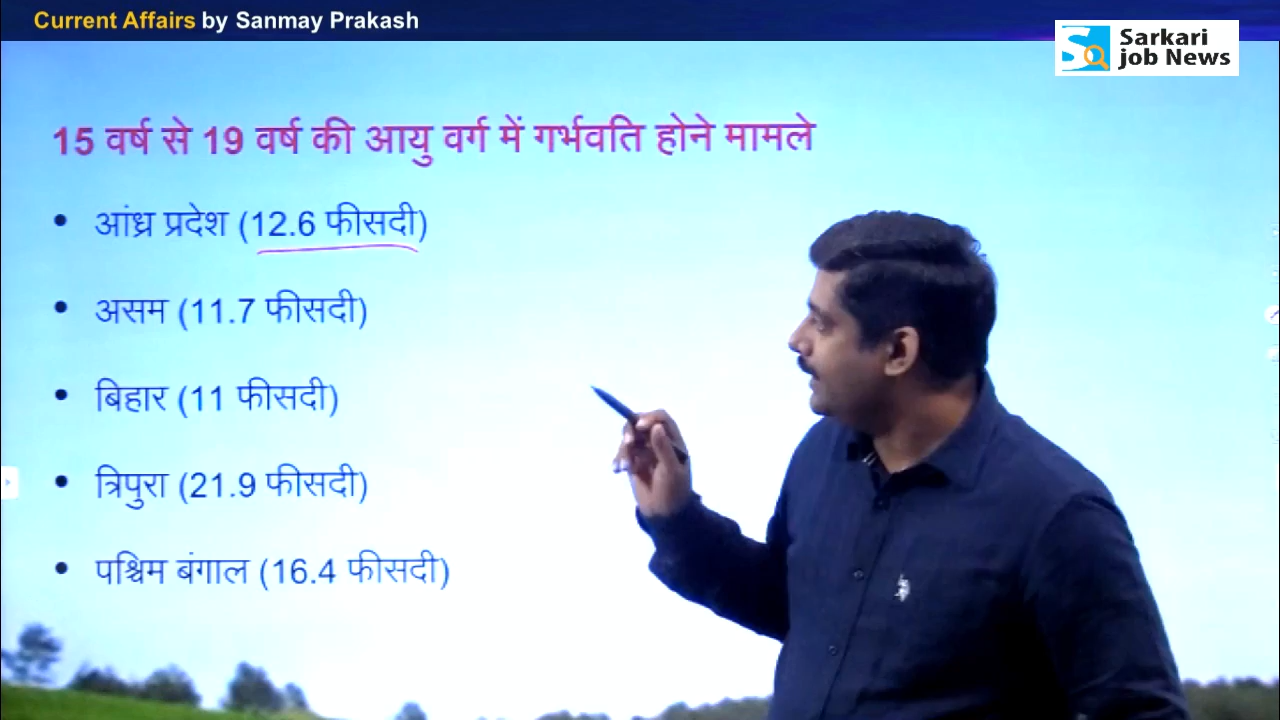 Current Affairs by Sanmay Prakash
Sarkari
Job News
15 वर्ष से 19 वर्ष की आयु वर्ग में गर्भवति होने मामले
• आंध्र प्रदेश (12.6 फीसदी)
• असम (11.7 फीसदी)
• बिहार (11 फीसदी)
• त्रिपुरा (21.9 फीसदी)
• पश्चिम बंगाल (16.4 फीसदी)